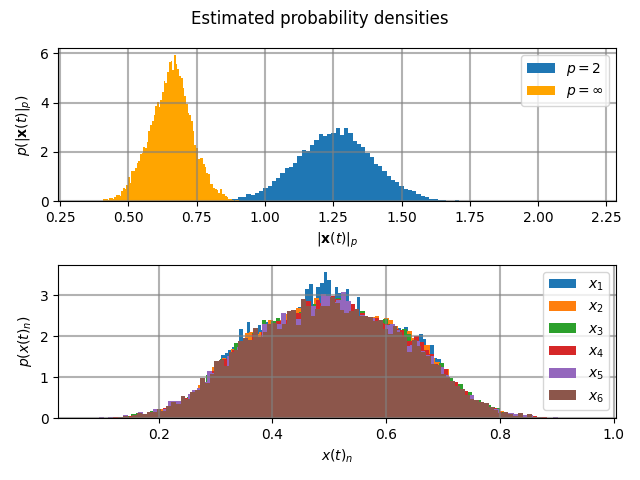 Estimated probability densities
p(|x(t)|ₚ)
6
4
2
0
p = 2
p = ∞
0.25 0.50 0.75 1.00 1.25 1.50 1.75 2.00 2.25
|x(t)|ₚ
p(x(t)ₙ)
3
2
1
0
x₁
x₂
x₃
x₄
x₅
x₆
0.2 0.4 0.6 0.8 1.0
x(t)ₙ